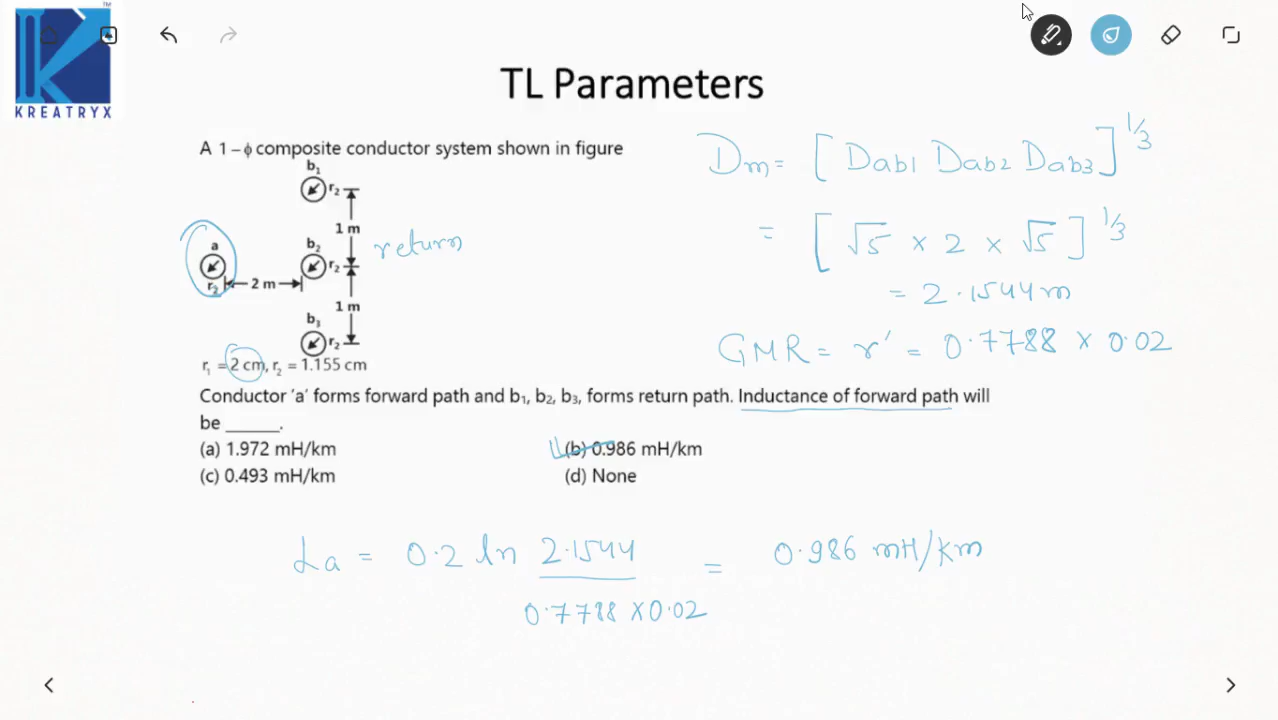 KREATRYX
TM
TL Parameters
A 1 – ϕ composite conductor system shown in figure
b₁
r₂
1 m
a
b₂
r₂
return
r₂
2 m
1 m
b₃
r₂
r₁ = 2 cm, r₂ = 1.155 cm
Conductor 'a' forms forward path and b₁, b₂, b₃, forms return path. Inductance of forward path will
be ______.
(a) 1.972 mH/km
(b) 0.986 mH/km
(c) 0.493 mH/km
(d) None
Dm = [Dab1 Dab2 Dab3]^1/3
= [√5 × 2 × √5]^1/3
= 2.1544m
GMR = r' = 0.7788 × 0.02
La = 0.2 ln 2.1544 = 0.986 mH/km
0.7788 × 0.02